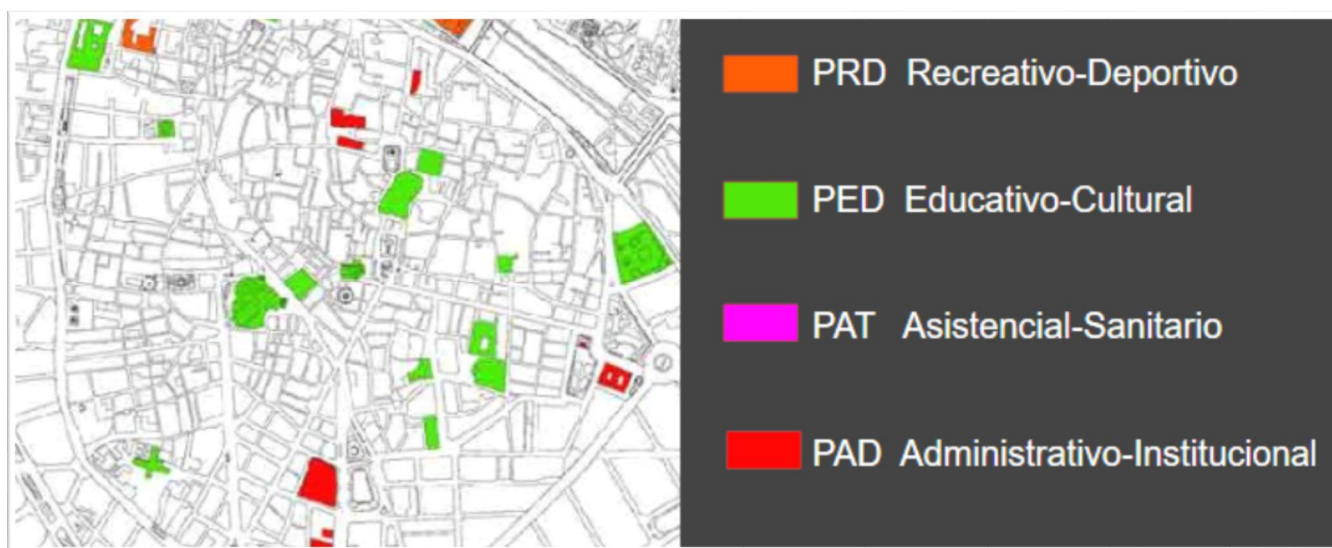 PRD Recreativo-Deportivo
PED Educativo-Cultural
PAT Asistencial-Sanitario
PAD Administrativo-Institucional